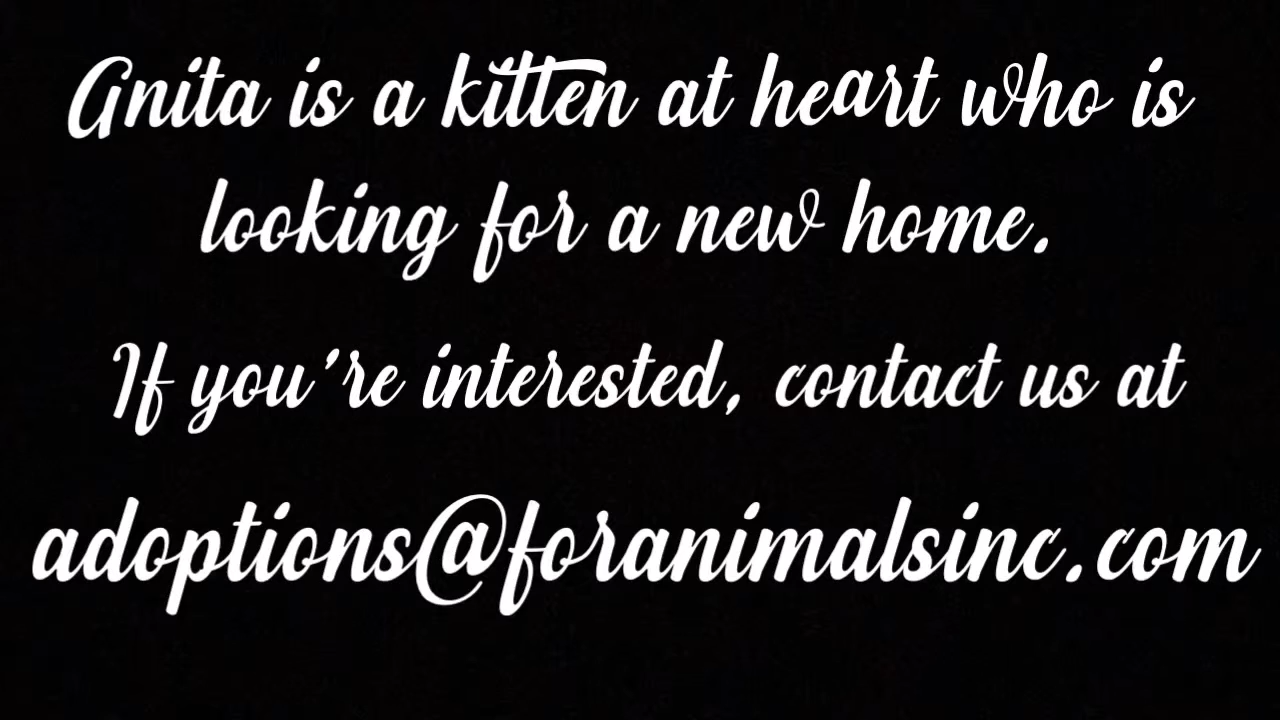 Anita is a kitten at heart who is
looking for a new home.
If you're interested, contact us at
adoptions@foranimalsinc.com